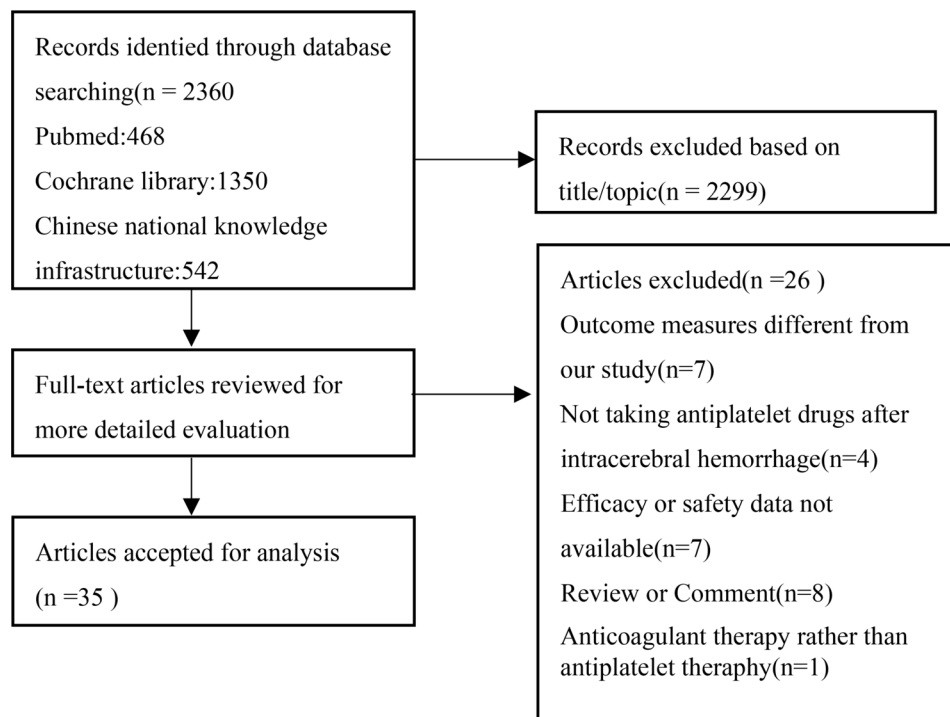 Records identied through database
searching(n = 2360
Pubmed:468
Cochrane library:1350
Chinese national knowledge
infrastructure:542
Records excluded based on
title/topic(n = 2299)
Full-text articles reviewed for
more detailed evaluation
Articles excluded(n =26 )
Outcome measures different from
our study(n=7)
Not taking antiplatelet drugs after
intracerebral hemorrhage(n=4)
Efficacy or safety data not
available(n=7)
Review or Comment(n=8)
Anticoagulant therapy rather than
antiplatelet theraphy(n=1)
Articles accepted for analysis
(n =35 )